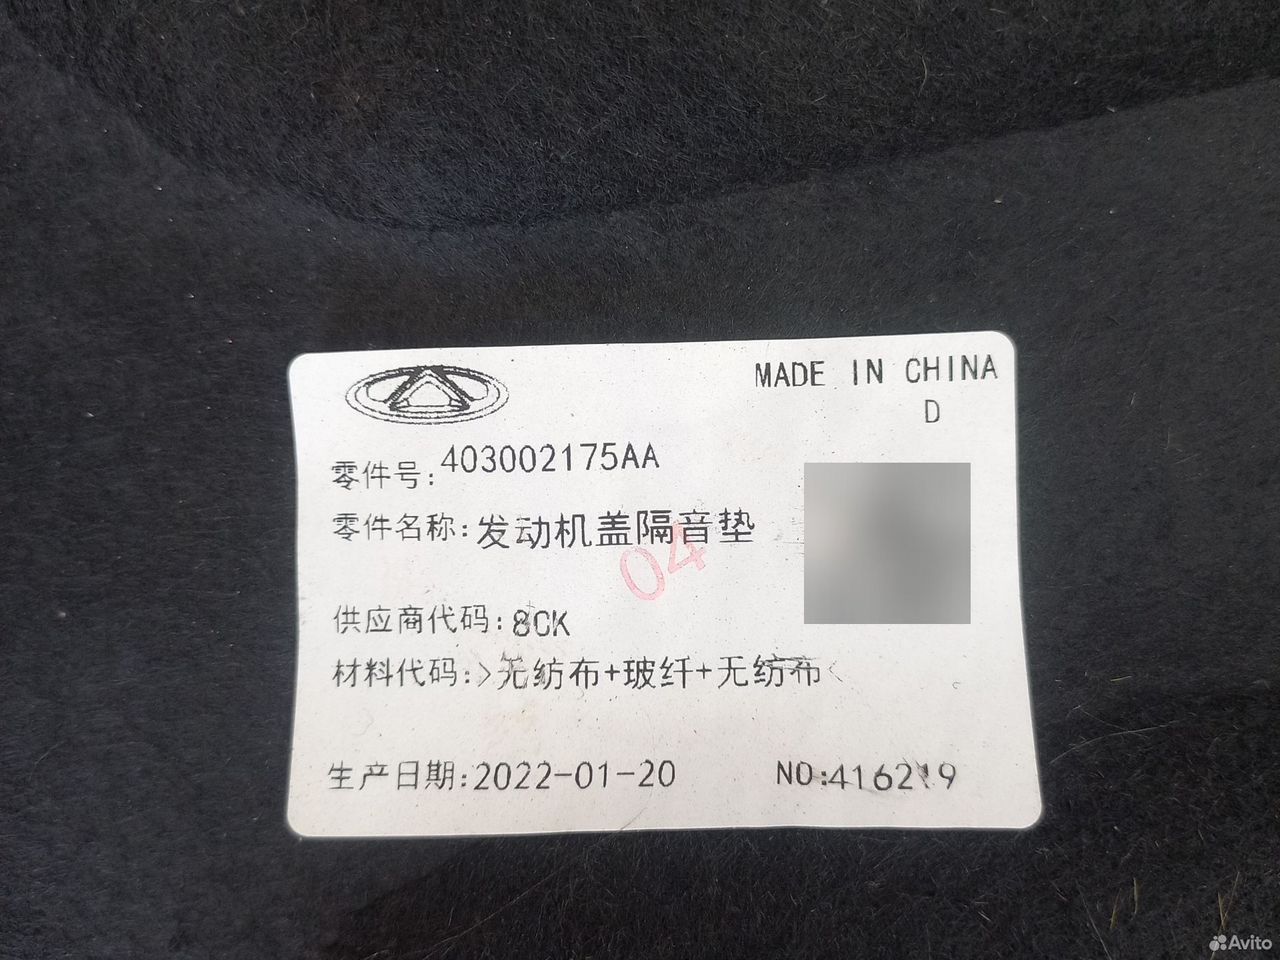 MADE IN CHINA
D
零件号:403002175AA
零件名称:发动机盖隔音垫
04
供应商代码:8CK
材料代码:>无纺布+玻纤+无纺布<
生产日期:2022-01-20 NO:416219
Avito